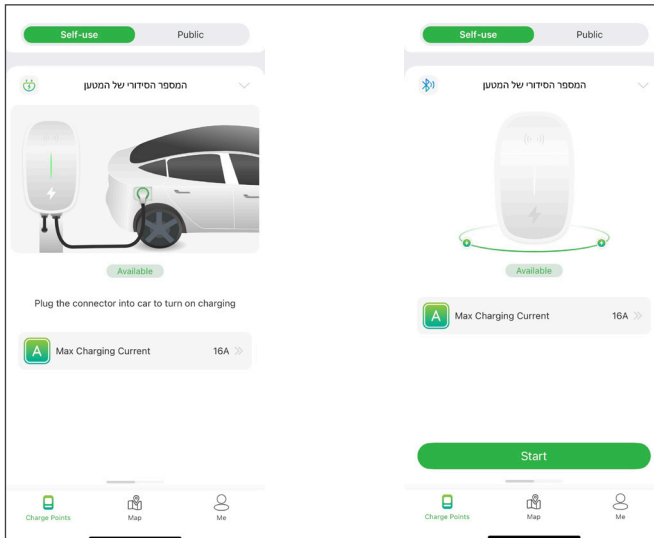 Self-use
Public
המספר הסידורי של המטען
Available
Plug the connector into car to turn on charging
A
Max Charging Current
16A
Charge Points
Map
Me
Self-use
Public
המספר הסידורי של המטען
Available
A
Max Charging Current
16A
Start
Charge Points
Map
Me